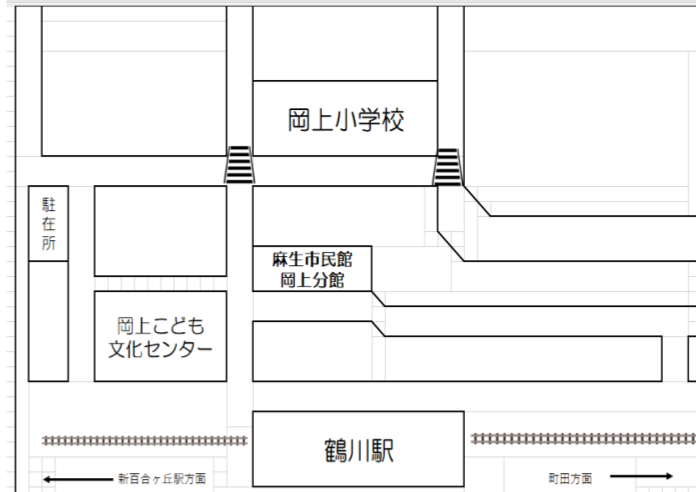 岡上小学校
駐在所
麻生市民館
岡上分館
岡上こども
文化センター
鶴川駅
新百合ヶ丘駅方面
町田方面